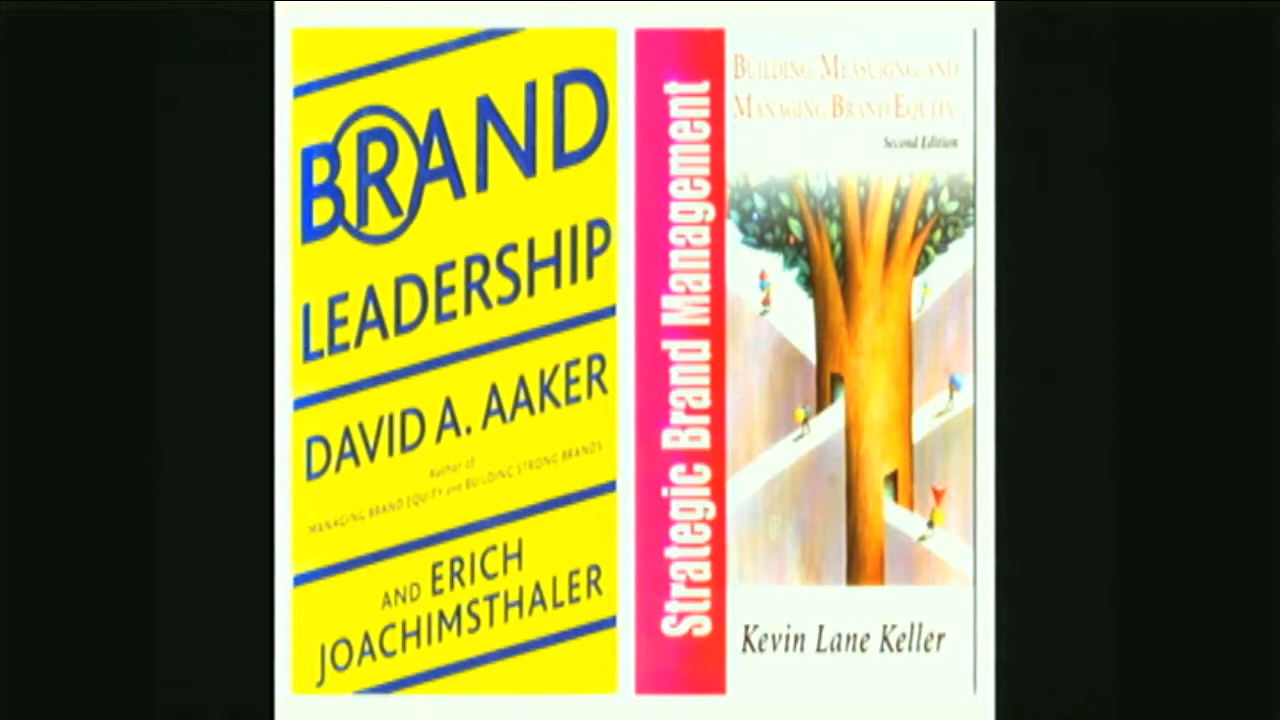 BRAND
LEADERSHIP
DAVID A. AAKER
Author of
MANAGING BRAND EQUITY and BUILDING STRONG BRANDS
AND ERICH
JOACHIMSTHALER
Strategic Brand Management
BUILDING, MEASURING, AND
MANAGING BRAND EQUITY
Second Edition
Kevin Lane Keller